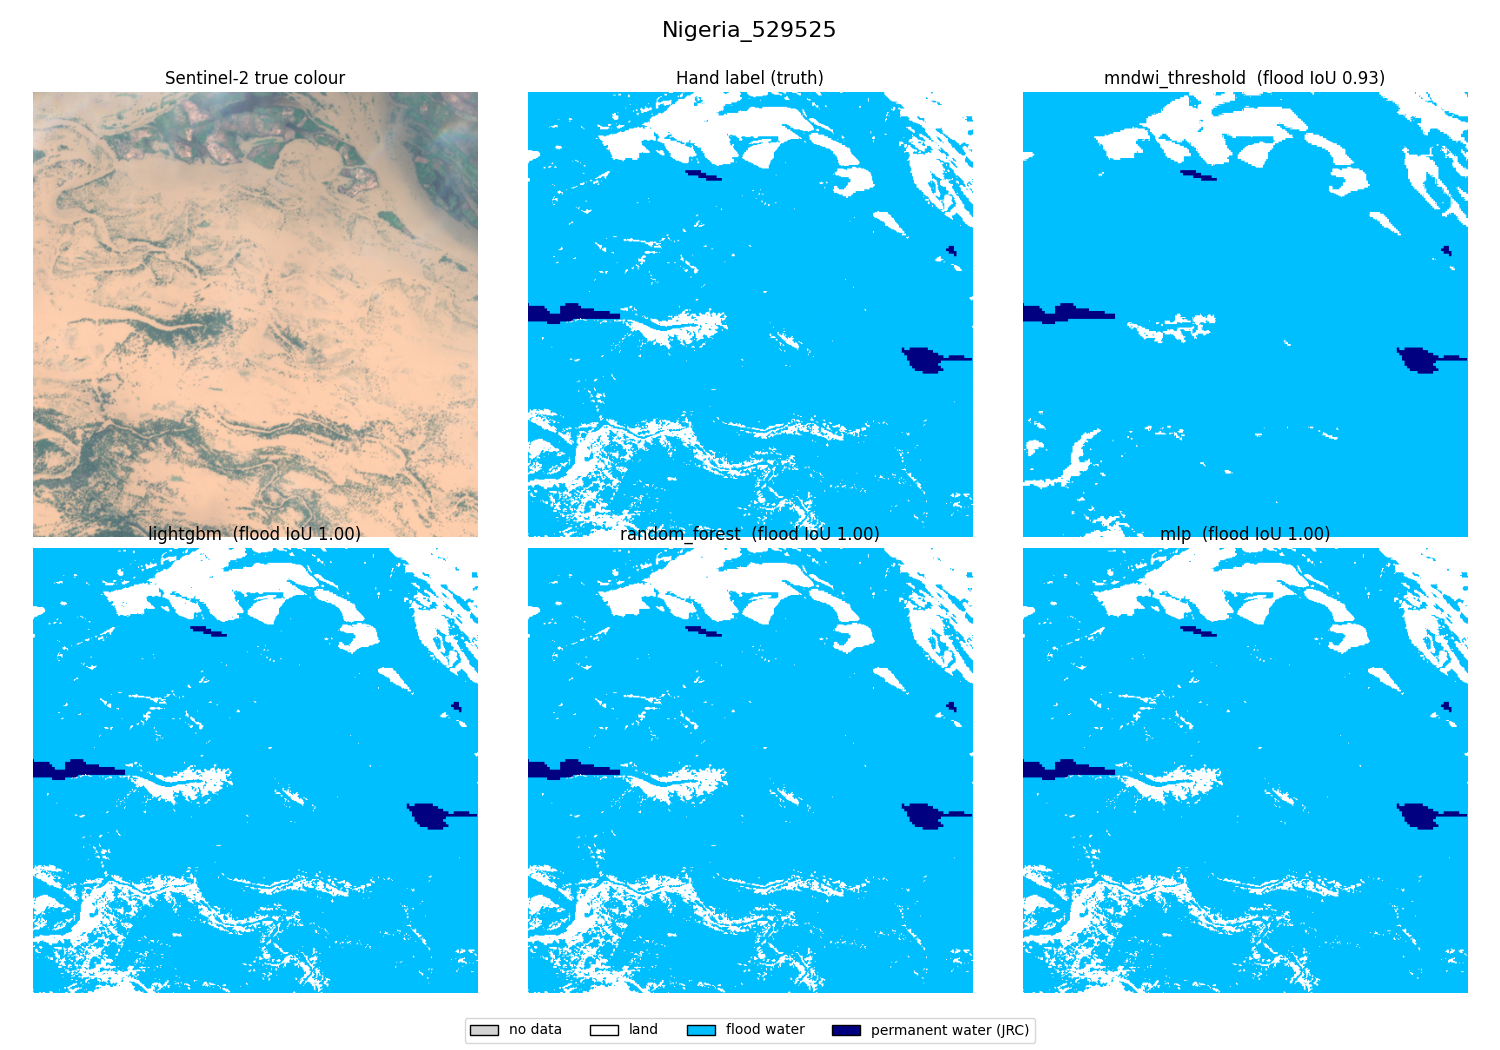 Nigeria_529525
Sentinel-2 true colour
Hand label (truth)
mndwi_threshold (flood IoU 0.93)
lightgbm (flood IoU 1.00)
random_forest (flood IoU 1.00)
mlp (flood IoU 1.00)
no data
land
flood water
permanent water (JRC)